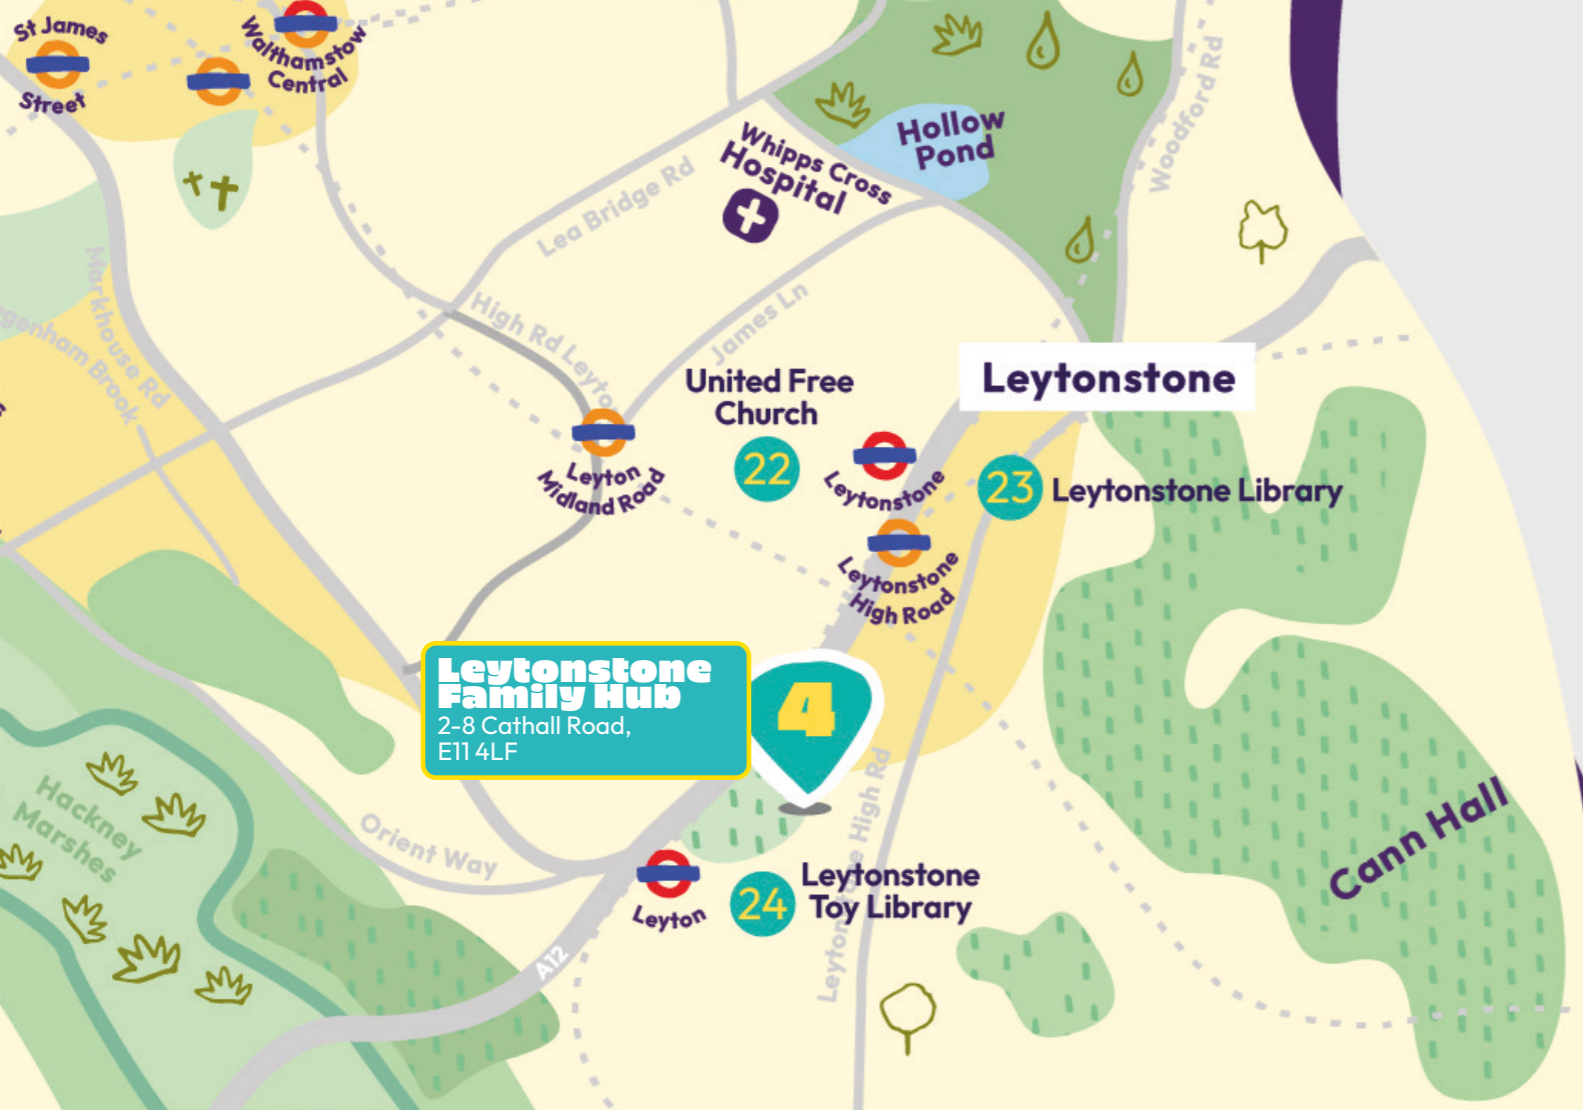 St James
Street
Walthamstow
Central
Hollow
Pond
Woodford Rd
Whipps Cross
Hospital
Lea Bridge Rd
Markhouse Rd
genham Brook
High Rd Leyton
James Ln
Leytonstone
United Free
Church
22
Leyton
Midland Road
Leytonstone
23 Leytonstone Library
Leytonstone
High Road
Leytonstone
Family Hub
2-8 Cathall Road,
E11 4LF
4
Hackney
Marshes
Orient Way
Leytonstone High Rd
Cann Hall
Leyton
24
Leytonstone
Toy Library
A12